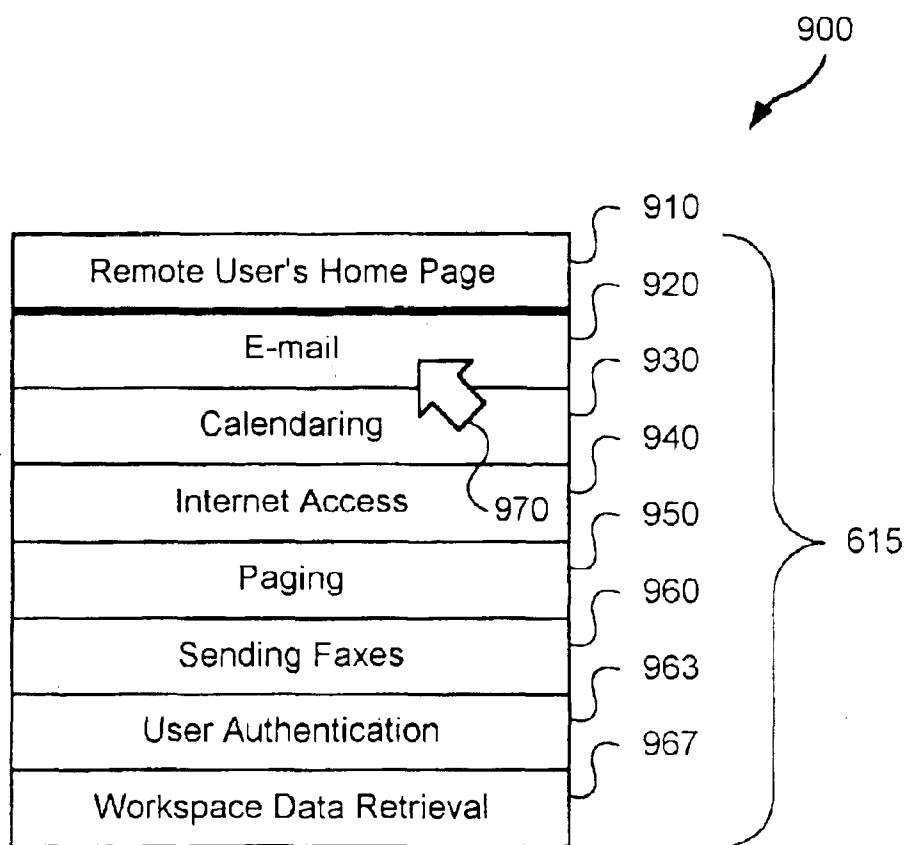 900
910
Remote User's Home Page
920
E-mail
930
Calendaring
940
Internet Access
970
950
615
Paging
960
Sending Faxes
963
User Authentication
967
Workspace Data Retrieval